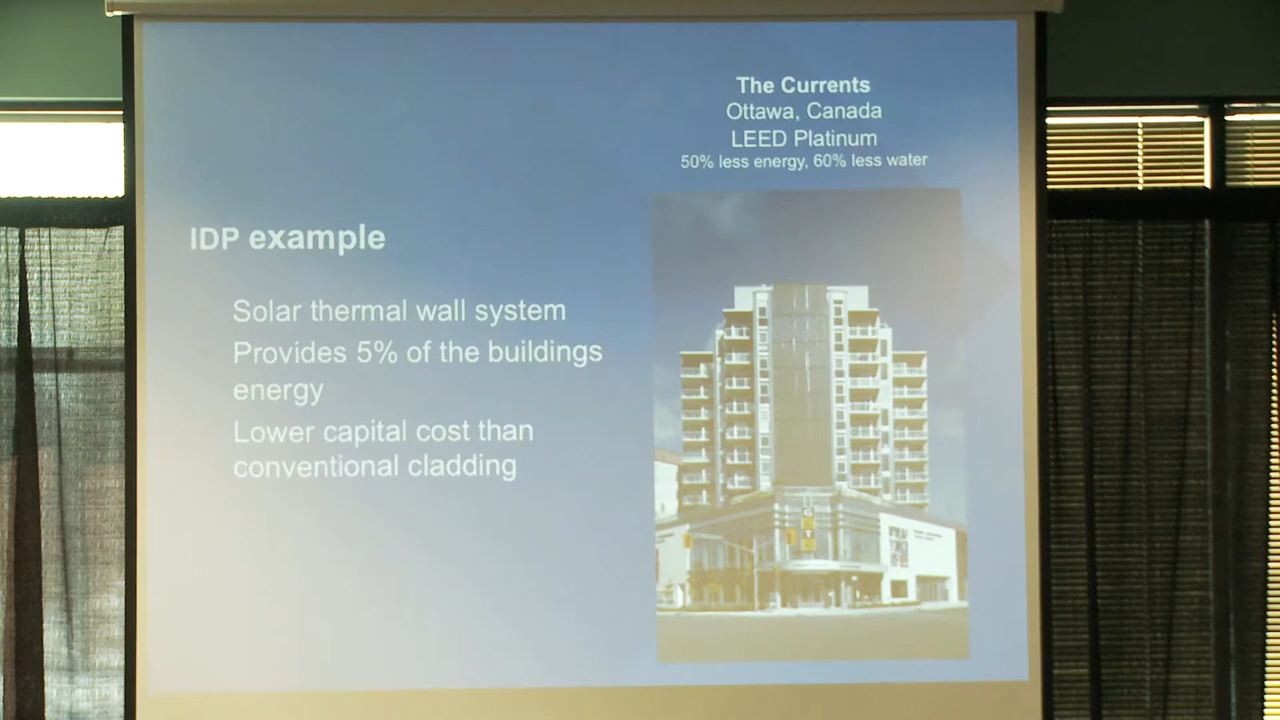 The Currents
Ottawa, Canada
LEED Platinum
50% less energy, 60% less water
IDP example
Solar thermal wall system
Provides 5% of the buildings
energy
Lower capital cost than
conventional cladding